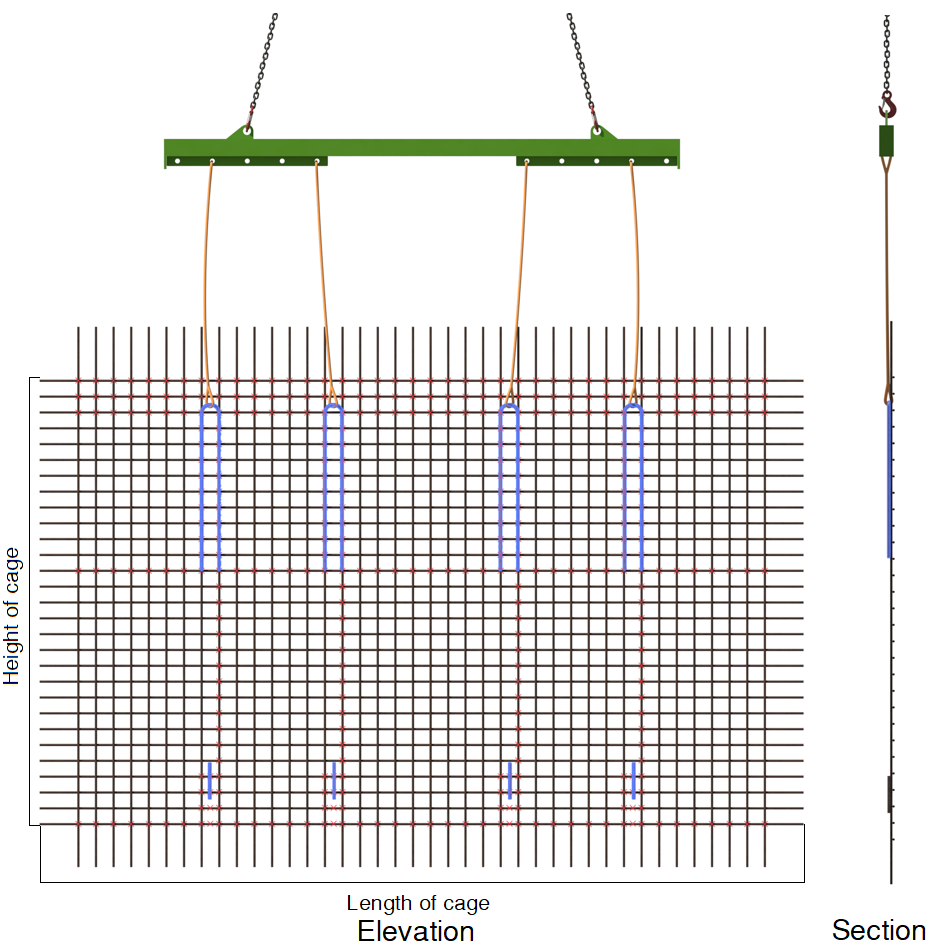 Height of cage
Length of cage
Elevation
Section